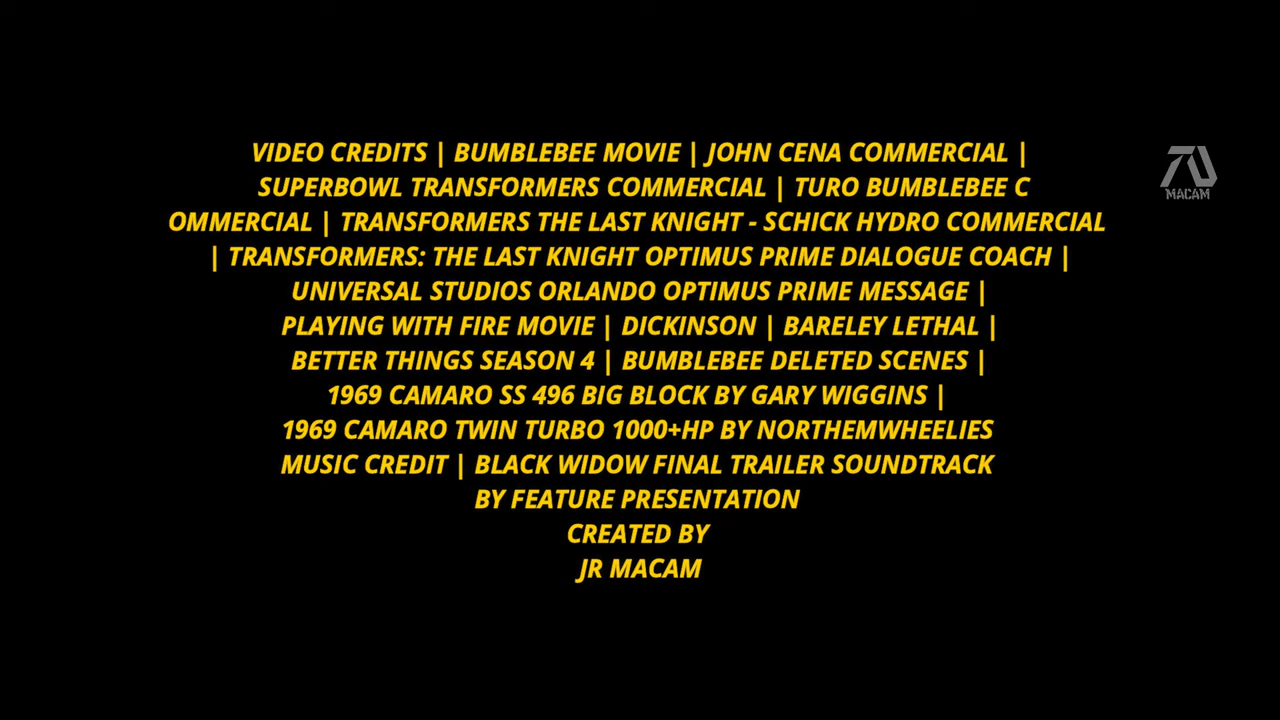 VIDEO CREDITS | BUMBLEBEE MOVIE | JOHN CENA COMMERCIAL |
SUPERBOWL TRANSFORMERS COMMERCIAL | TURO BUMBLEBEE C
OMMERCIAL | TRANSFORMERS THE LAST KNIGHT - SCHICK HYDRO COMMERCIAL
| TRANSFORMERS: THE LAST KNIGHT OPTIMUS PRIME DIALOGUE COACH |
UNIVERSAL STUDIOS ORLANDO OPTIMUS PRIME MESSAGE |
PLAYING WITH FIRE MOVIE | DICKINSON | BARELEY LETHAL |
BETTER THINGS SEASON 4 | BUMBLEBEE DELETED SCENES |
1969 CAMARO SS 496 BIG BLOCK BY GARY WIGGINS |
1969 CAMARO TWIN TURBO 1000+HP BY NORTHEMWHEELIES
MUSIC CREDIT | BLACK WIDOW FINAL TRAILER SOUNDTRACK
BY FEATURE PRESENTATION
CREATED BY
JR MACAM
MACAM